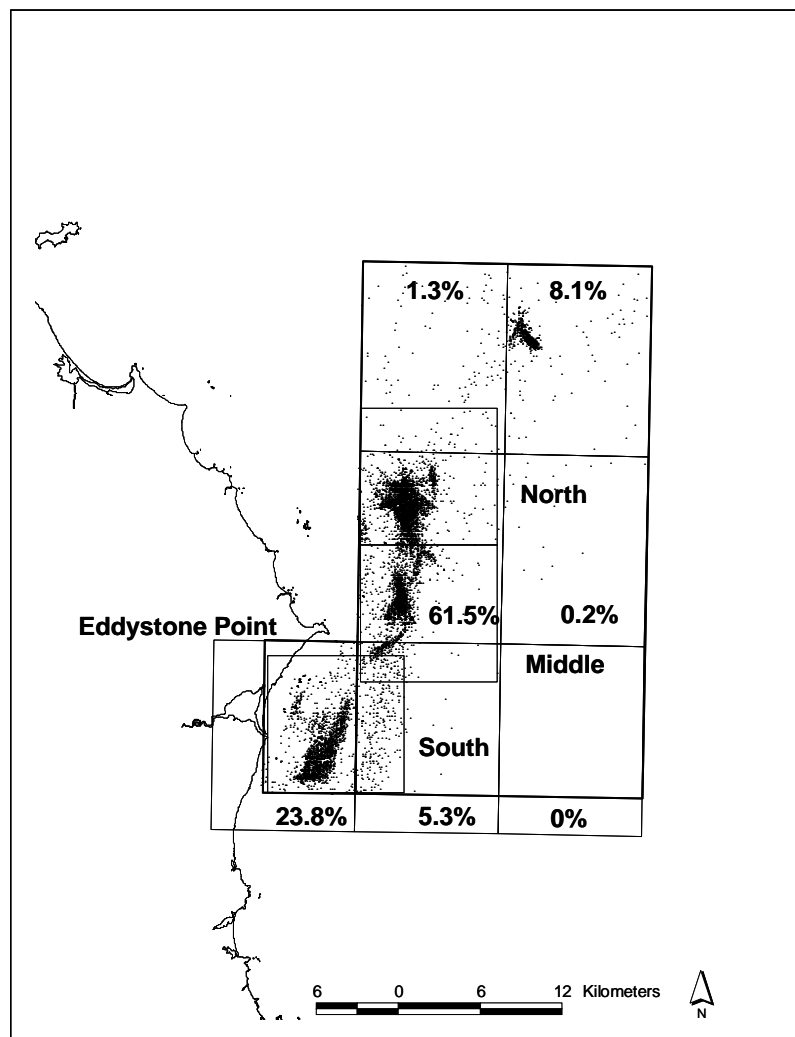 1.3% 8.1%
North
61.5% 0.2%
Eddystone Point
Middle
South
23.8% 5.3% 0%
6 0 6 12 Kilometers
N